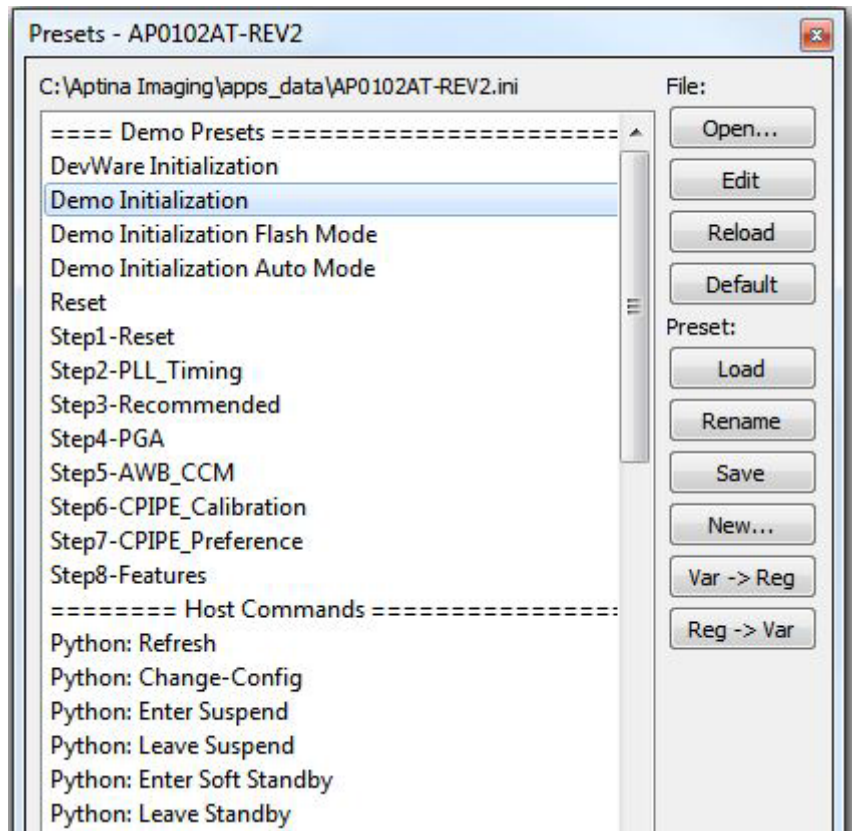 Presets - AP0102AT-REV2
C:\Aptina Imaging\apps_data\AP0102AT-REV2.ini
==== Demo Presets ======================
DevWare Initialization
Demo Initialization
Demo Initialization Flash Mode
Demo Initialization Auto Mode
Reset
Step1-Reset
Step2-PLL_Timing
Step3-Recommended
Step4-PGA
Step5-AWB_CCM
Step6-CPIPE_Calibration
Step7-CPIPE_Preference
Step8-Features
======== Host Commands ================
Python: Refresh
Python: Change-Config
Python: Enter Suspend
Python: Leave Suspend
Python: Enter Soft Standby
Python: Leave Standby
File:
Open...
Edit
Reload
Default
Preset:
Load
Rename
Save
New...
Var -> Reg
Reg -> Var